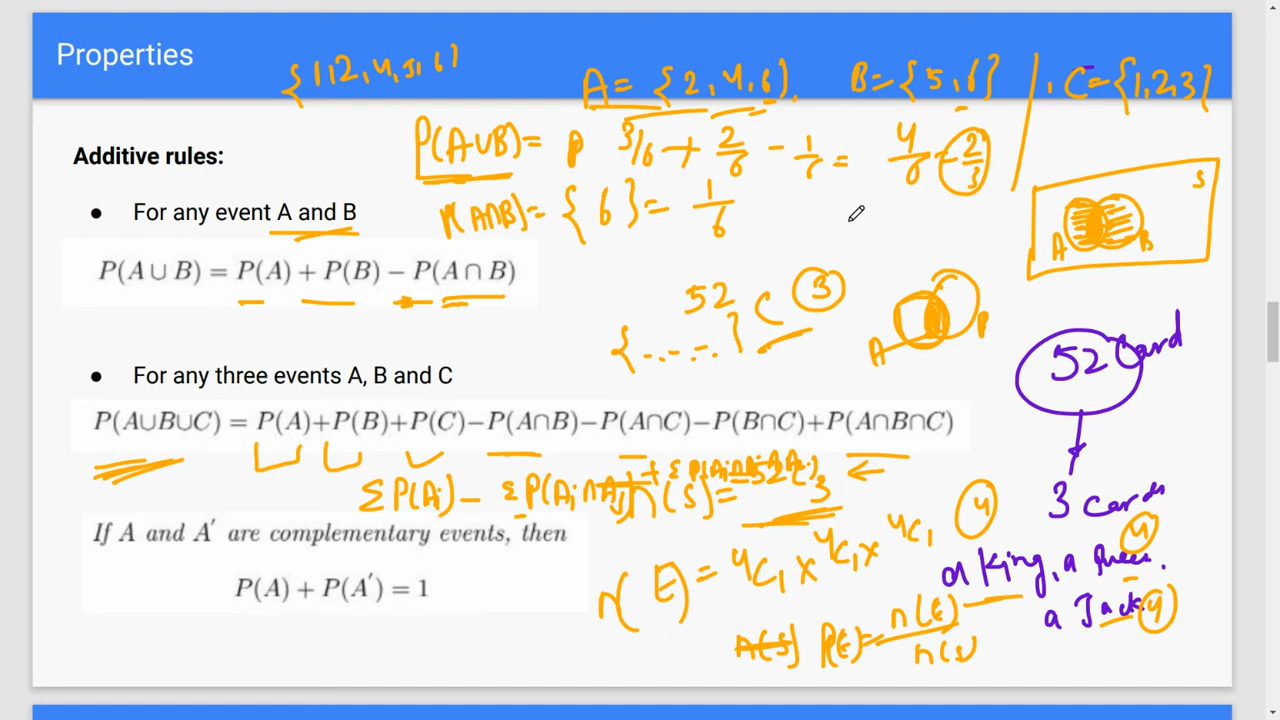 Properties
{1,2,4,5,6}
A = {2,4,6}, B = {5,6} , C = {1,2,3}
Additive rules:
P(A∪B) = P 3/6 + 2/6 - 1/6 = 4/6 = 2/3
● For any event A and B
P(A∩B) = {6} = 1/6
S
A B
P(A ∪ B) = P(A) + P(B) − P(A ∩ B)
52 C 3
{......}
A B
52 Card
● For any three events A, B and C
P(A∪B∪C) = P(A)+P(B)+P(C)−P(A∩B)−P(A∩C)−P(B∩C)+P(A∩B∩C)
ΣP(Ai) - ΣP(Ai∩
n(S) = 52C3
3 cards
If A and A′ are complementary events, then
n(E) = 4C1 × 4C1 × 4C1 4
a King, a Queen. 4
P(A) + P(A′) = 1
a Jack 4
n(S) P(E) = n(E)/n(S)